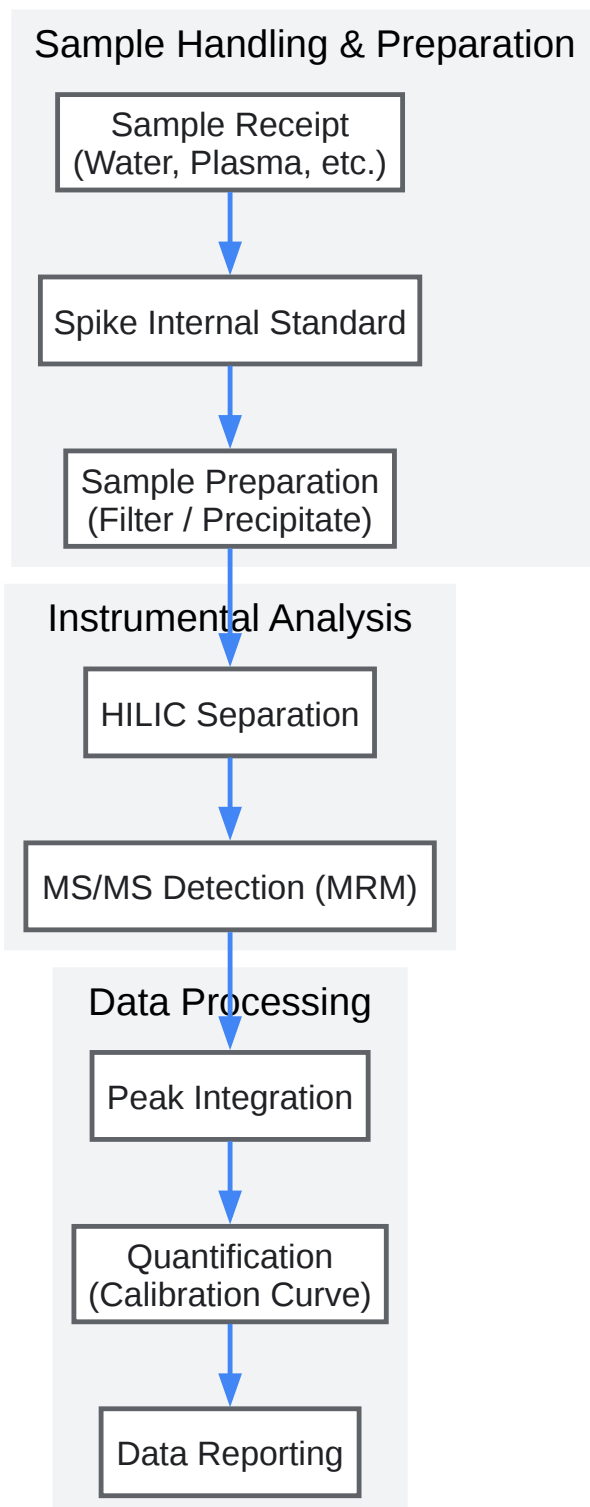 Sample Handling & Preparation
Sample Receipt
(Water, Plasma, etc.)
Spike Internal Standard
Sample Preparation
(Filter / Precipitate)
Instrumental Analysis
HILIC Separation
MS/MS Detection (MRM)
Data Processing
Peak Integration
Quantification
(Calibration Curve)
Data Reporting